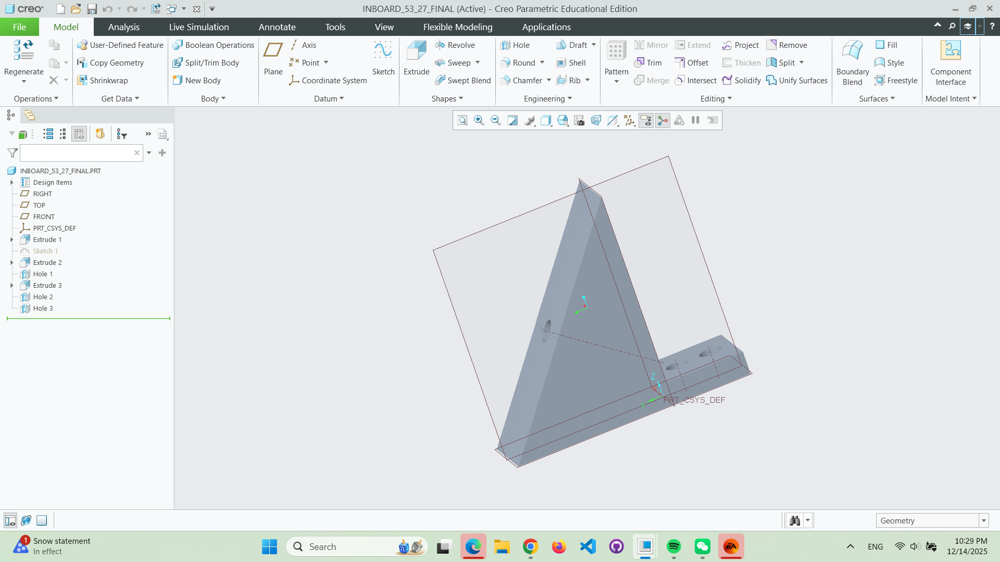 creo
INBOARD_53_27_FINAL (Active) - Creo Parametric Educational Edition
File Model Analysis Live Simulation Annotate Tools View Flexible Modeling Applications ?
Regenerate
User-Defined Feature
Copy Geometry
Shrinkwrap
Boolean Operations
Split/Trim Body
New Body
Plane
Axis
Point
Coordinate System
Sketch
Extrude
Revolve
Sweep
Swept Blend
Hole
Round
Chamfer
Draft
Shell
Rib
Pattern
Mirror
Trim
Merge
Extend
Offset
Intersect
Project
Thicken
Solidify
Remove
Split
Unify Surfaces
Boundary
Blend
Fill
Style
Freestyle
Component
Interface
Operations Get Data Body Datum Shapes Engineering Editing Surfaces Model Intent
INBOARD_53_27_FINAL.PRT
Design Items
RIGHT
TOP
FRONT
PRT_CSYS_DEF
Extrude 1
Sketch 1
Extrude 2
Hole 1
Extrude 3
Hole 2
Hole 3
Z
X
Y
PRT_CSYS_DEF
Geometry
1
Snow statement
In effect
Search
EA
ENG
10:29 PM
12/14/2025